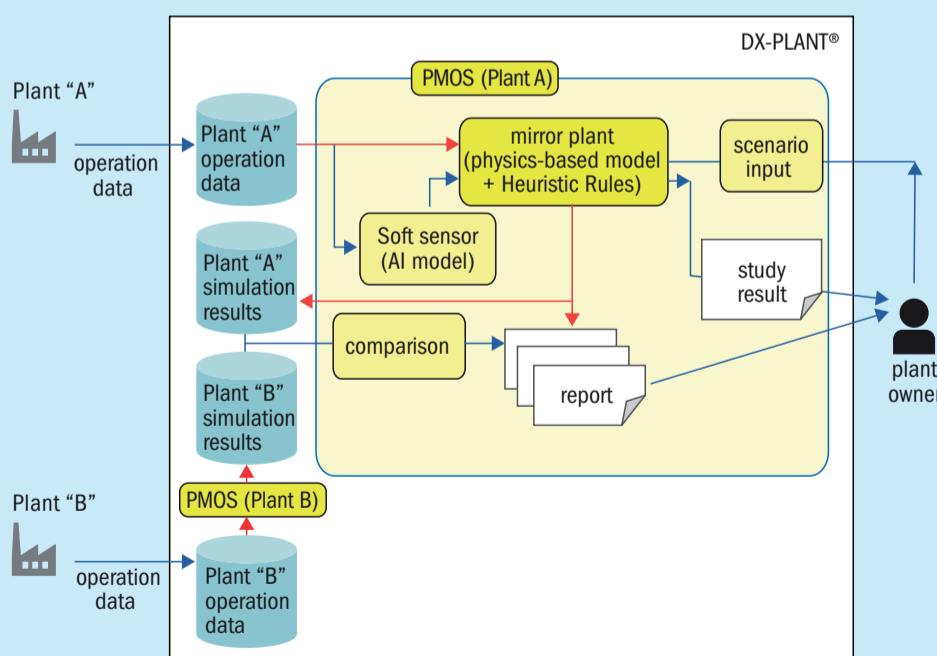 DX-PLANT®
PMOS (Plant A)
Plant “A”
operation
data
Plant “A”
operation
data
mirror plant
(physics-based model
+ Heuristic Rules)
scenario
input
Soft sensor
(AI model)
Plant “A”
simulation
results
study
result
comparison
report
plant
owner
Plant “B”
simulation
results
PMOS (Plant B)
Plant “B”
operation
data
Plant “B”
operation
data